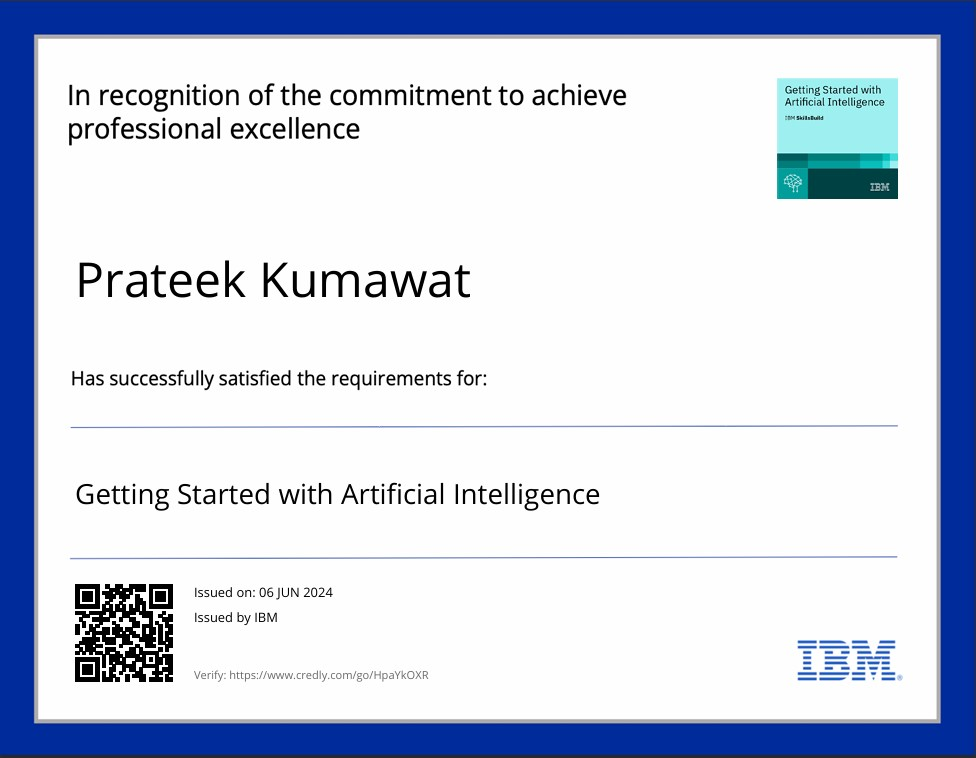 In recognition of the commitment to achieve
professional excellence
Getting Started with
Artificial Intelligence
IBM SkillsBuild
IBM
Prateek Kumawat
Has successfully satisfied the requirements for:
Getting Started with Artificial Intelligence
Issued on: 06 JUN 2024
Issued by IBM
Verify: https://www.credly.com/go/HpaYkOXR
IBM®